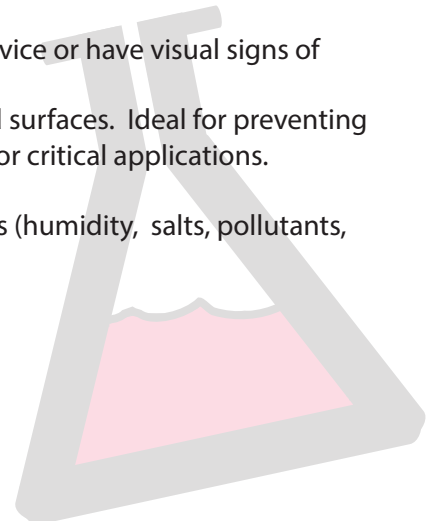 vice or have visual signs of
surfaces. Ideal for preventing
or critical applications.
s (humidity, salts, pollutants,